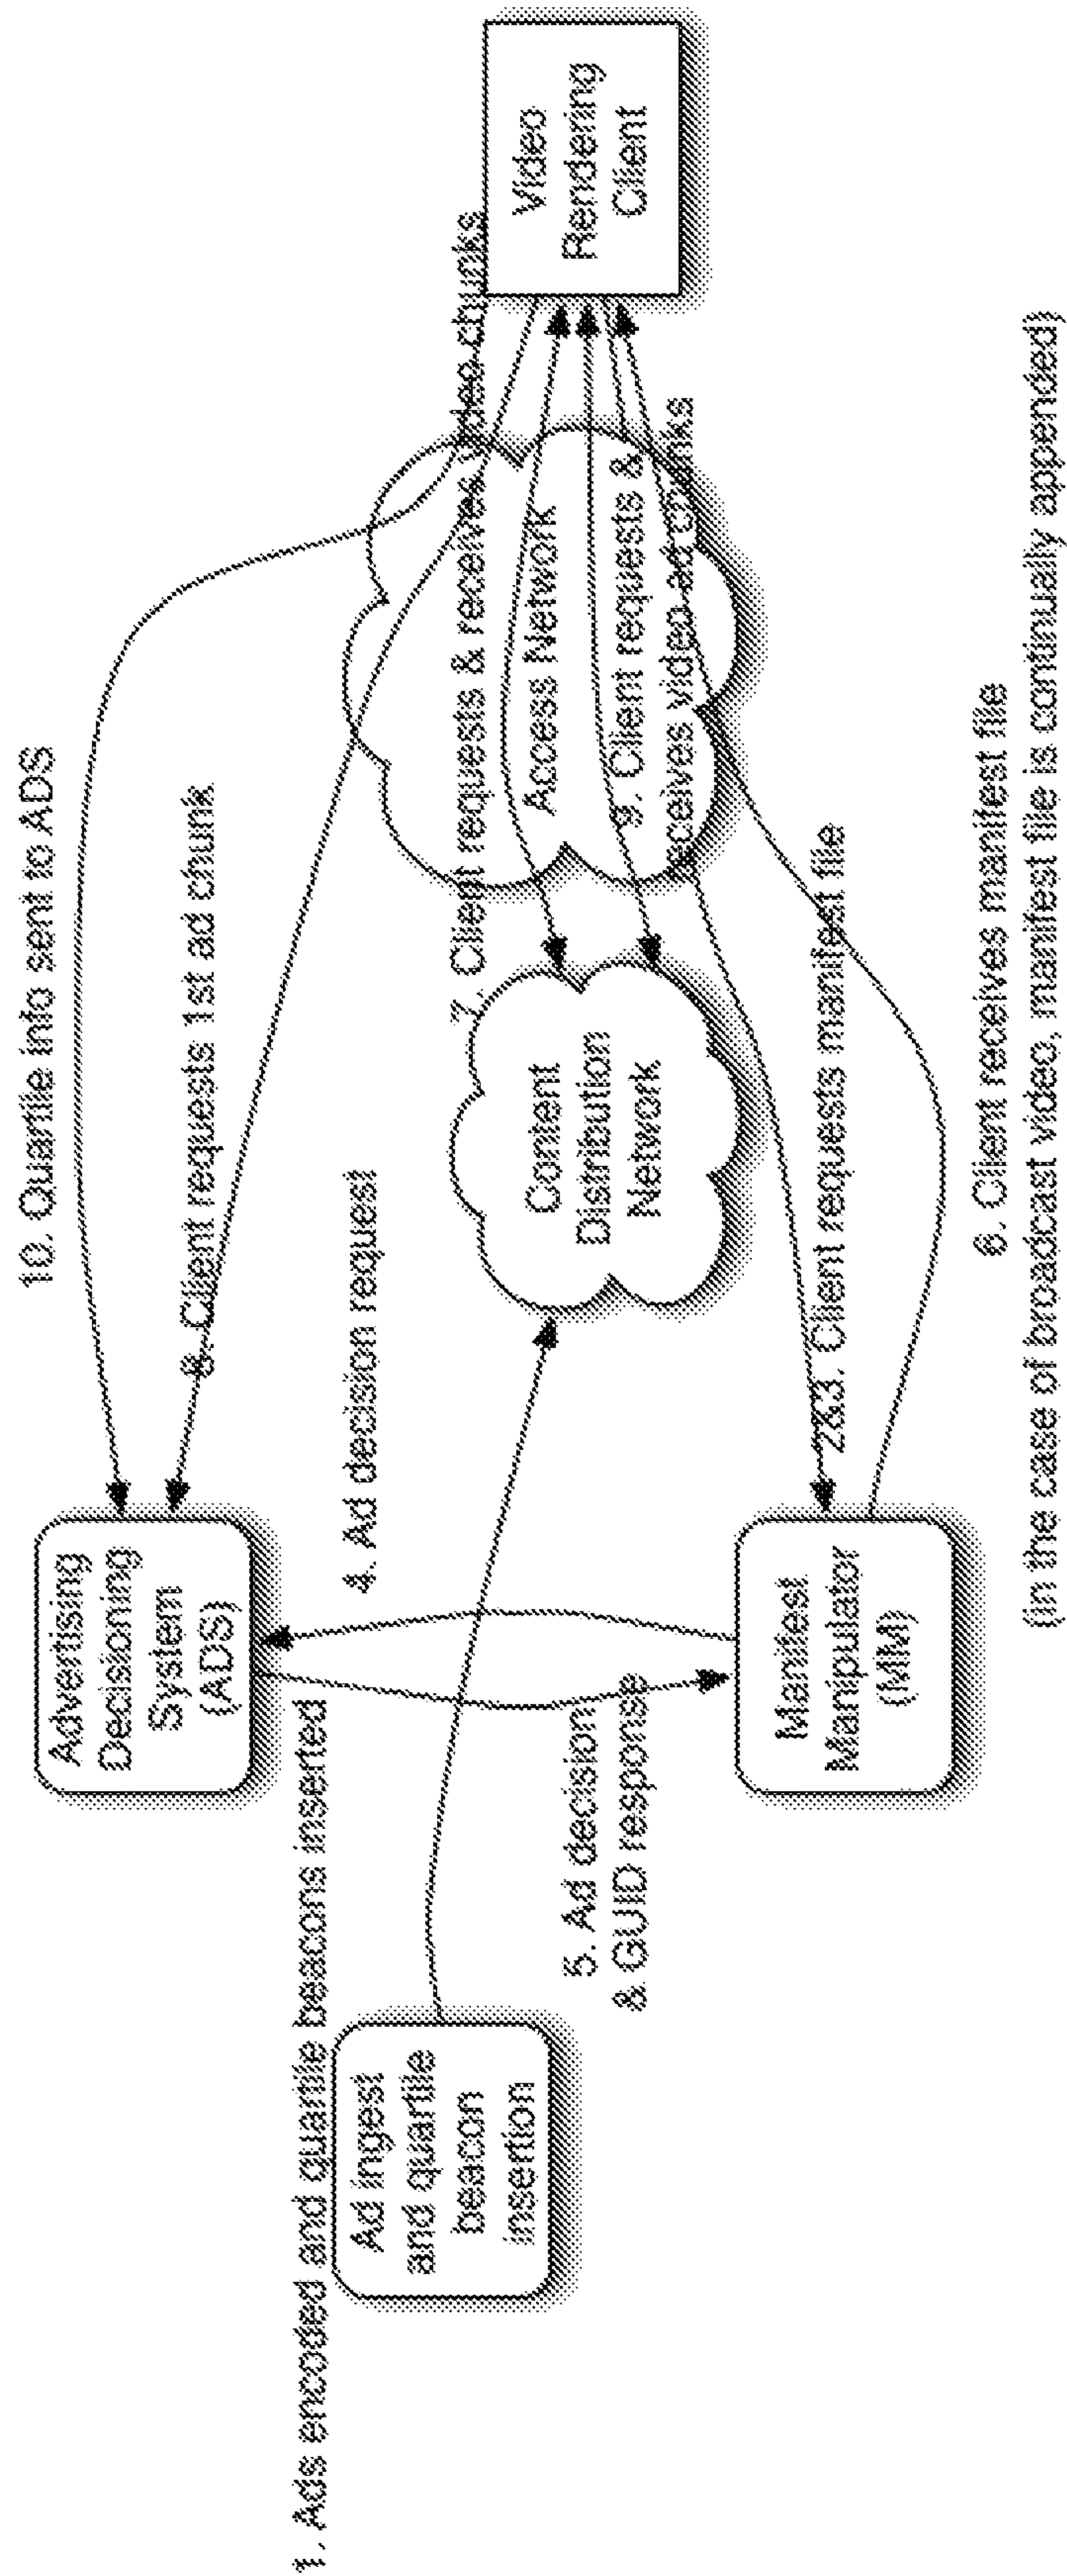 10. Quartile info sent to ADS
8. Client requests 1st ad chunk
Advertising
Decisioning
System
(ADS)
1. Ads encoded and quartile beacons inserted
4. Ad decision request
7. Client requests & receives video chunks
Video
Rendering
Client
Ad ingest
and quartile
beacon
insertion
Content
Distribution
Network
Access Network
5. Ad decision
& GUID response
9. Client requests &
receives video ad chunks
Manifest
Manipulator
(MM)
2&3. Client requests manifest file
6. Client receives manifest file
(in the case of broadcast video, manifest file is continually appended)